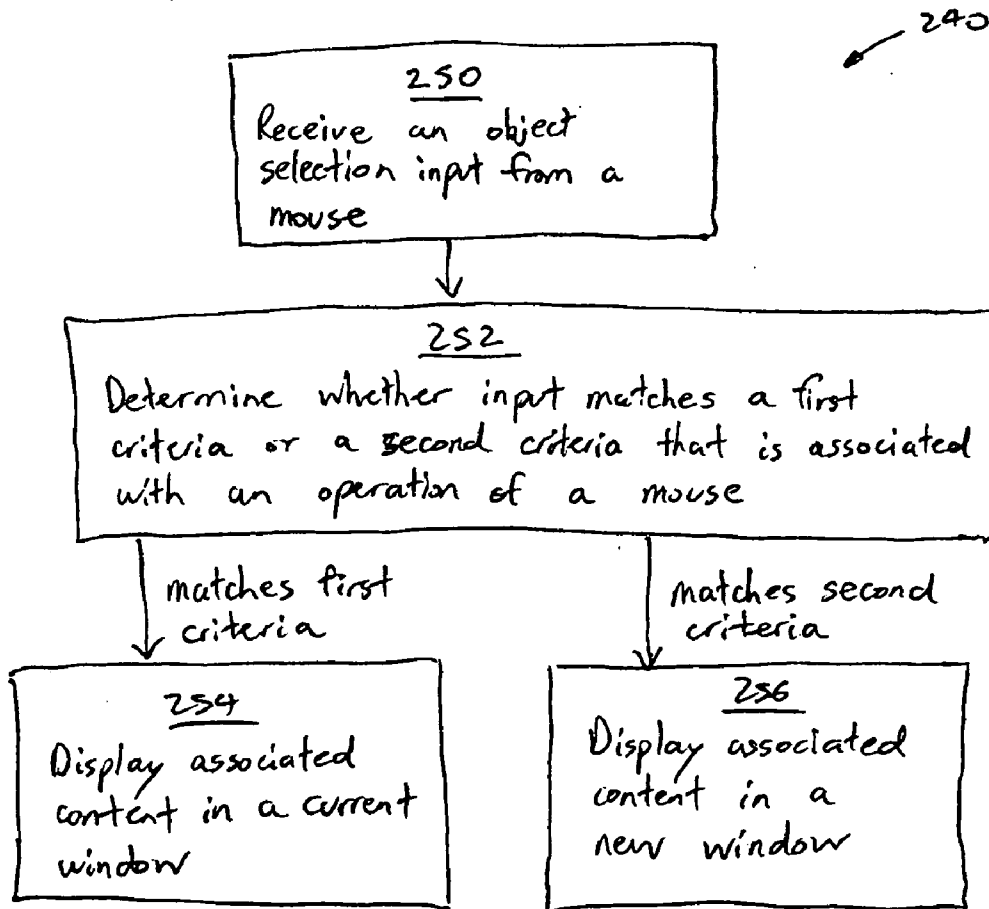 240
250
Receive an object
selection input from a
mouse
252
Determine whether input matches a first
criteria or a second criteria that is associated
with an operation of a mouse
matches first
criteria
matches second
criteria
254
Display associated
content in a current
window
256
Display associated
content in a
new window